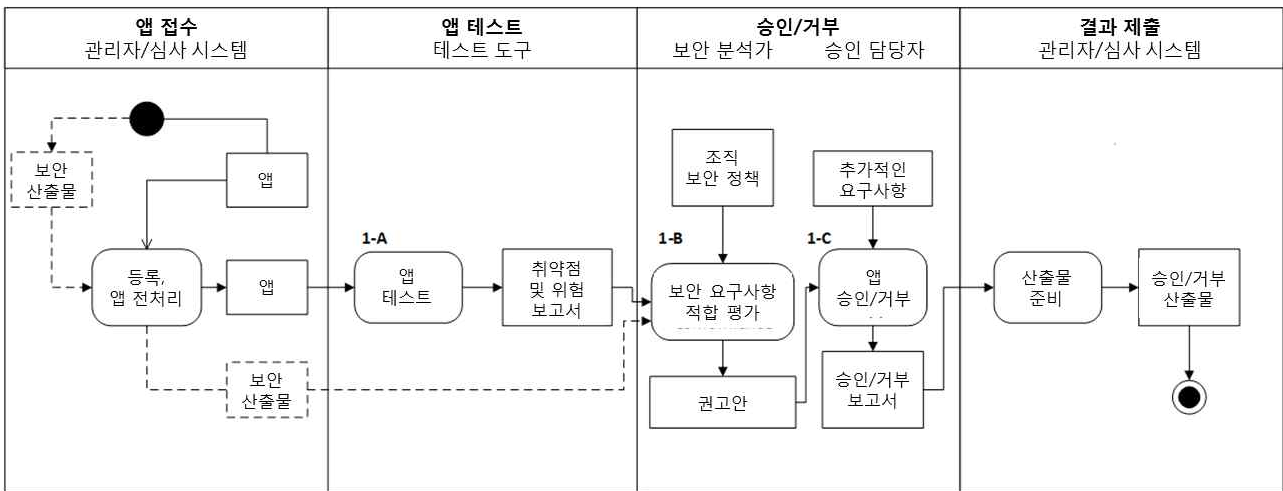 앱 접수
관리자/심사 시스템
앱 테스트
테스트 도구
승인/거부
보안 분석가 승인 담당자
결과 제출
관리자/심사 시스템
보안
산출물
앱
등록,
앱 전처리
앱
보안
산출물
1-A
앱
테스트
취약점
및 위험
보고서
조직
보안 정책
1-B
보안 요구사항
적합 평가
권고안
추가적인
요구사항
1-C
앱
승인/거부
승인/거부
보고서
산출물
준비
승인/거부
산출물